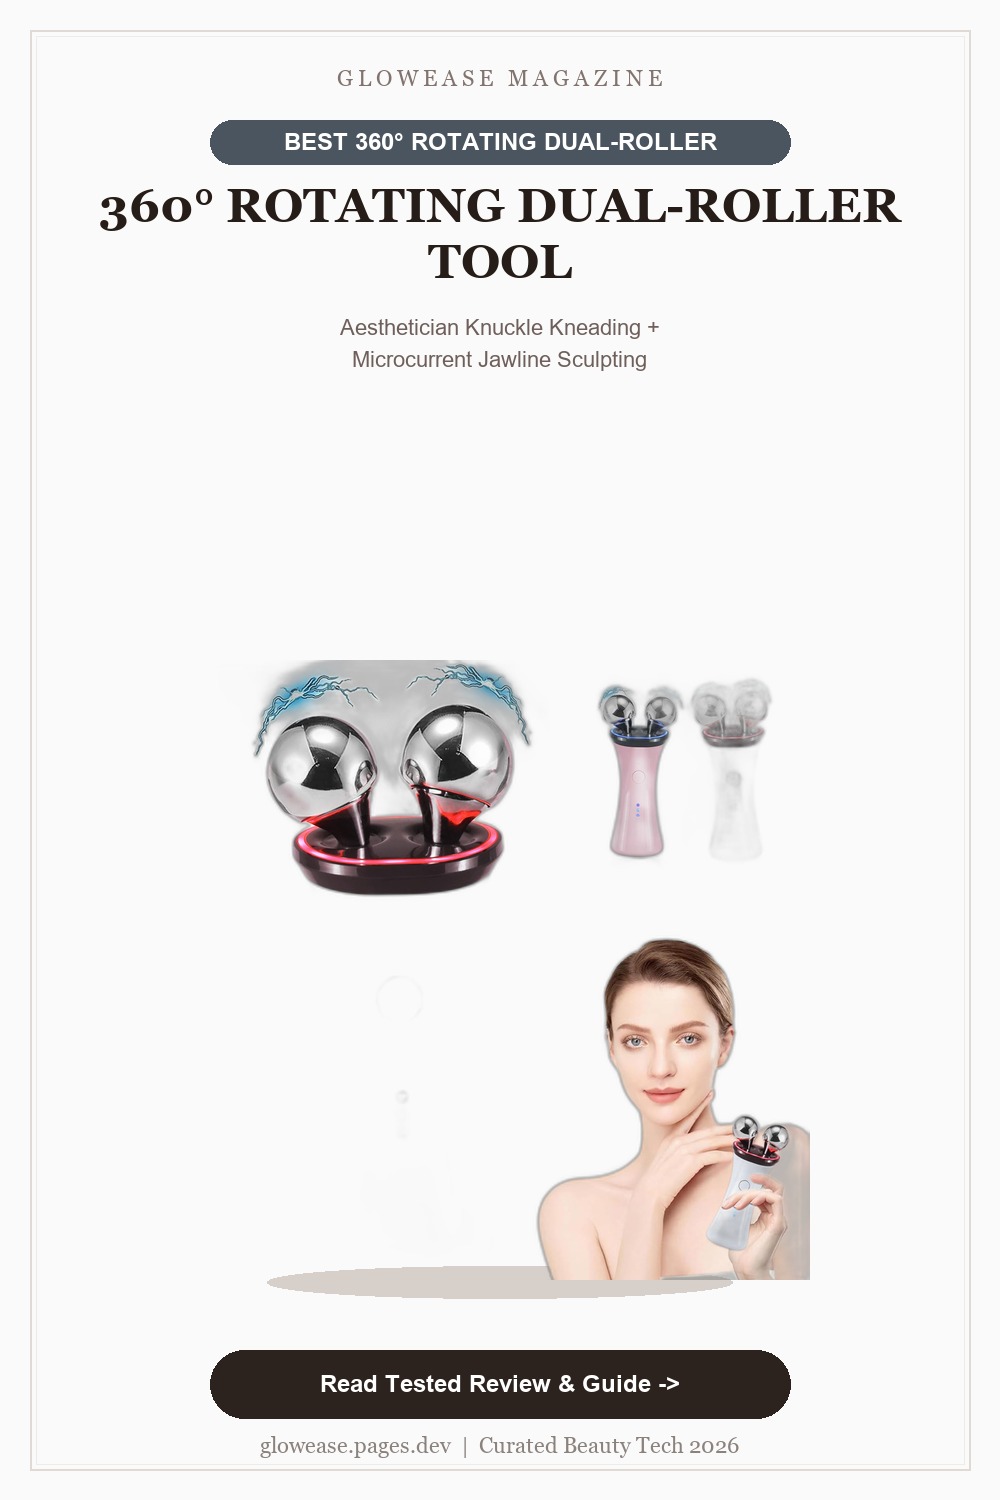 GLOWEASE MAGAZINE
BEST 360° ROTATING DUAL-ROLLER
360° ROTATING DUAL-ROLLER
TOOL
Aesthetician Knuckle Kneading +
Microcurrent Jawline Sculpting
Read Tested Review & Guide ->
glowease.pages.dev | Curated Beauty Tech 2026